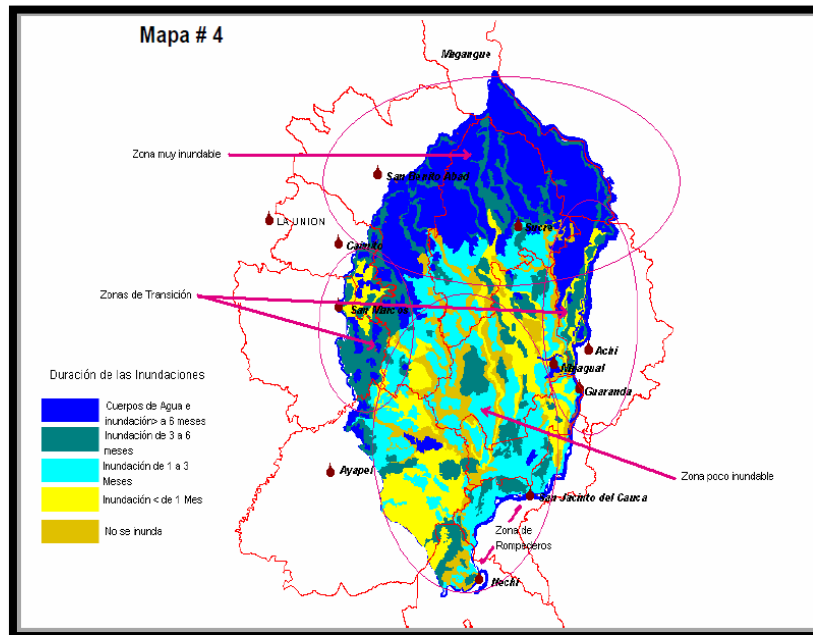 Mapa # 4
Magangue
Zona muy inundable
San Benito Abad
LA UNION
Sucre
Caimito
Zonas de Transición
San Marcos
Achi
Majagual
Duración de las Inundaciones
Guaranda
Cuerpos de Agua e
inundación> a 6 meses
Inundación de 3 a 6
meses
Inundación de 1 a 3
Meses
Ayapel
Zona poco inundable
Inundación < de 1 Mes
San Jacinto del Cauca
No se inunda
Zona de
Rompederos
Nechi